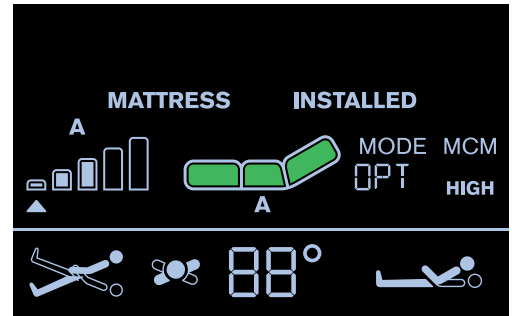 MATTRESS INSTALLED
A
MODE MCM
OPT HIGH
A
88°